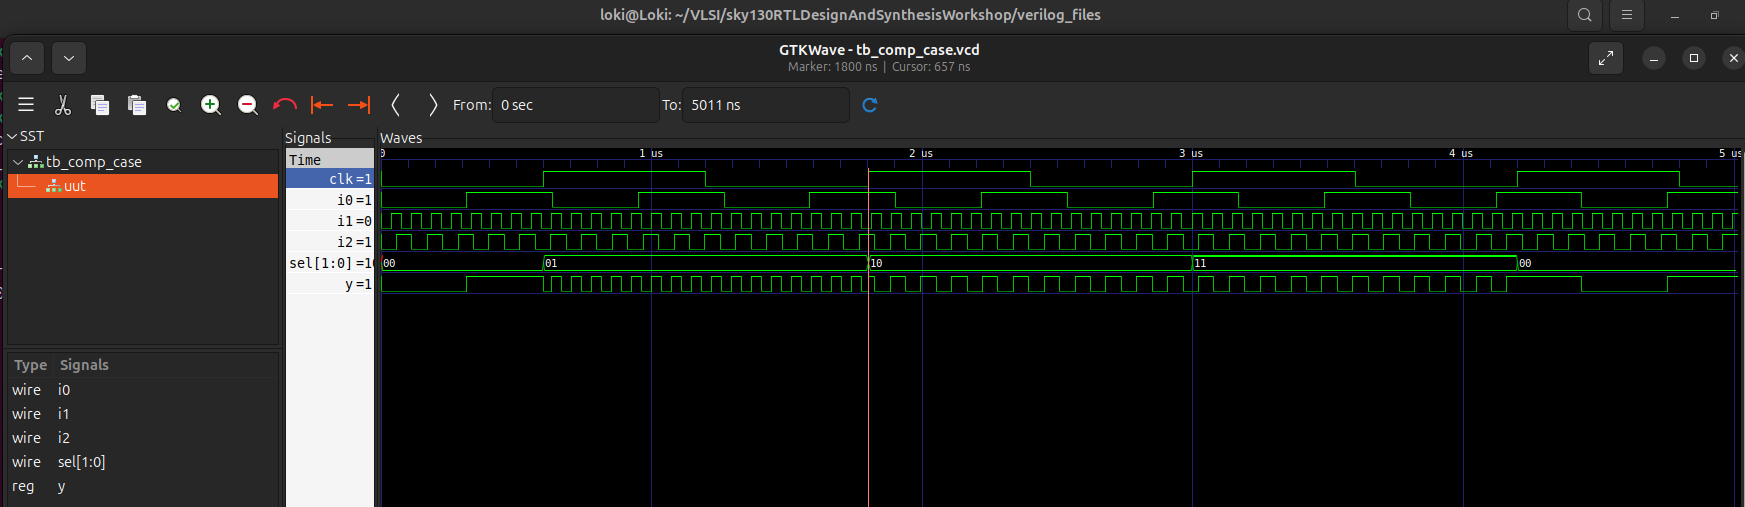 loki@Loki: ~/VLSI/sky130RTLDesignAndSynthesisWorkshop/verilog_files
GTKWave - tb_comp_case.vcd
Marker: 1800 ns | Cursor: 657 ns
From: 0 sec To: 5011 ns
SST
tb_comp_case
uut
Type Signals
wire i0
wire i1
wire i2
wire sel[1:0]
reg y
Signals
Time
clk=1
i0=1
i1=0
i2=1
sel[1:0]=10
y=1
Waves
0 1 us 2 us 3 us 4 us 5 us
00 01 10 11 00